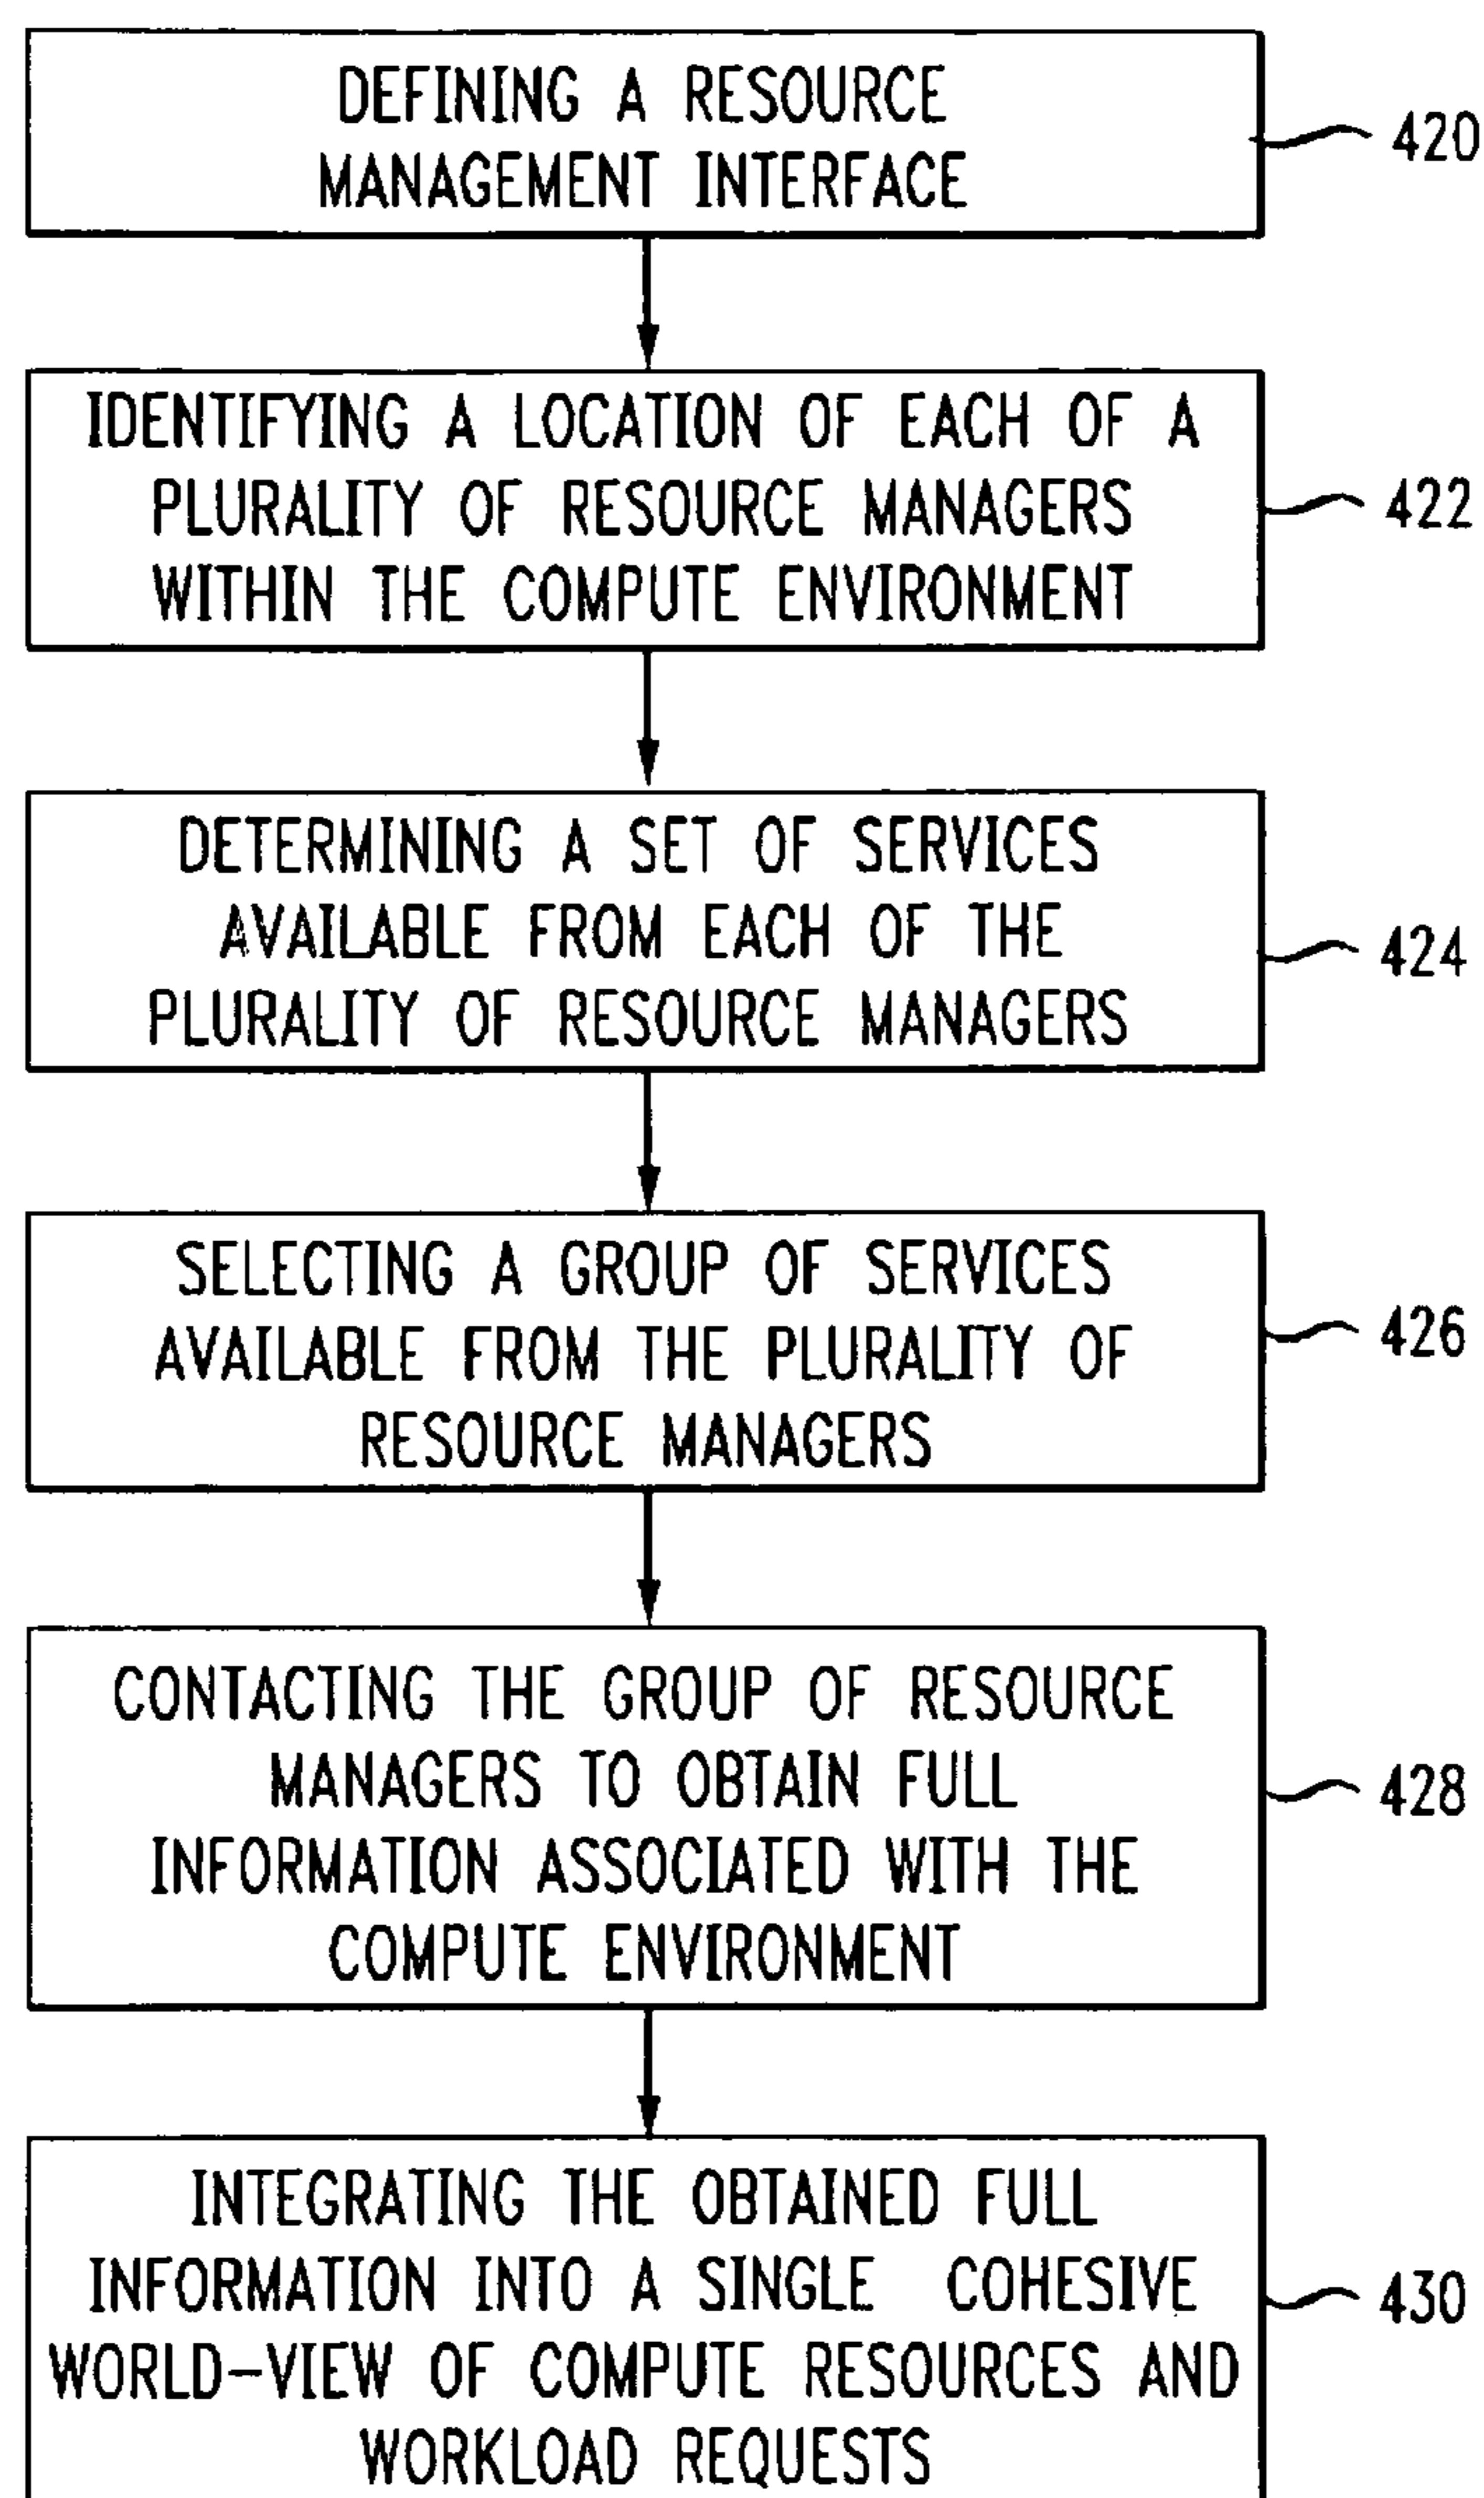 DEFINING A RESOURCE
MANAGEMENT INTERFACE
420
IDENTIFYING A LOCATION OF EACH OF A
PLURALITY OF RESOURCE MANAGERS
WITHIN THE COMPUTE ENVIRONMENT
422
DETERMINING A SET OF SERVICES
AVAILABLE FROM EACH OF THE
PLURALITY OF RESOURCE MANAGERS
424
SELECTING A GROUP OF SERVICES
AVAILABLE FROM THE PLURALITY OF
RESOURCE MANAGERS
426
CONTACTING THE GROUP OF RESOURCE
MANAGERS TO OBTAIN FULL
INFORMATION ASSOCIATED WITH THE
COMPUTE ENVIRONMENT
428
INTEGRATING THE OBTAINED FULL
INFORMATION INTO A SINGLE COHESIVE
WORLD-VIEW OF COMPUTE RESOURCES AND
WORKLOAD REQUESTS
430